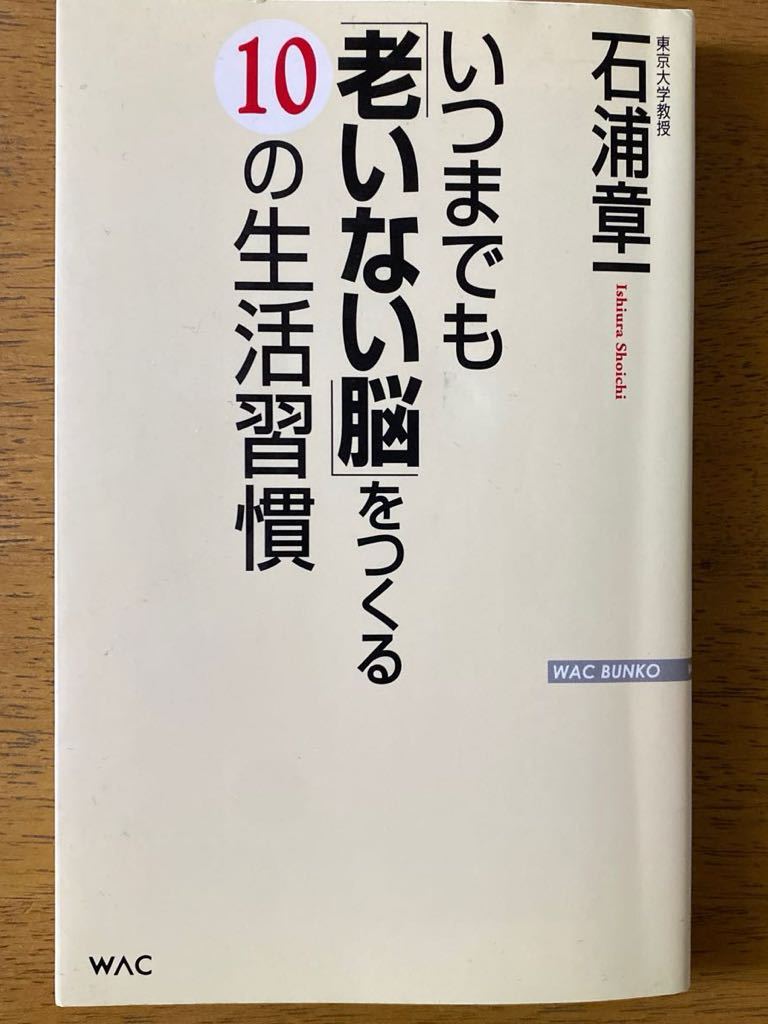 東京大学教授
石浦章一
Ishiura Shoichi
いつまでも
「老いない脳」をつくる
10の生活習慣
WAC BUNKO
WAC